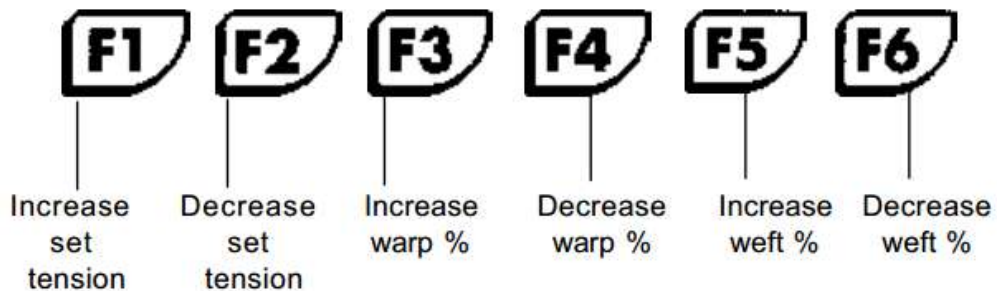 F1 F2 F3 F4 F5 F6
Increase Decrease Increase Decrease Increase Decrease
set set warp % warp % weft % weft %
tension tension